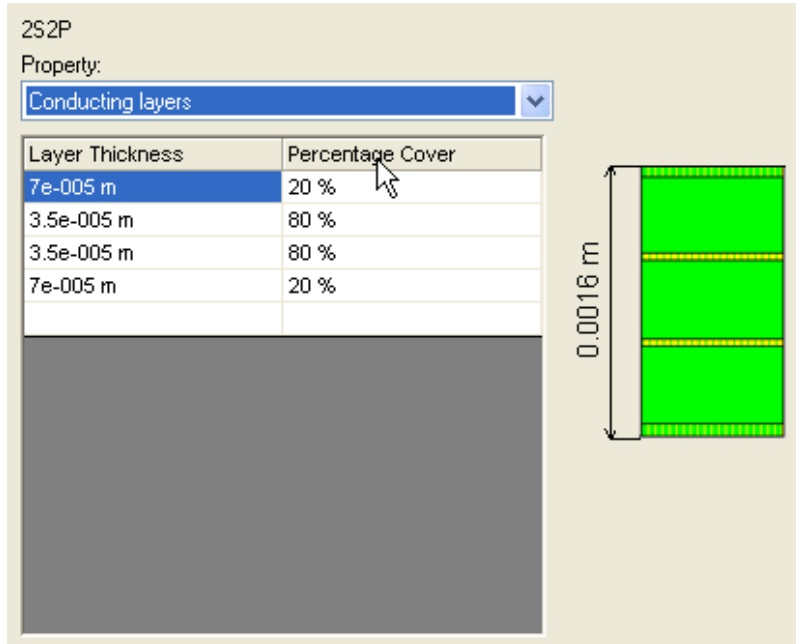 2S2P
Property:
Conducting layers
Layer Thickness Percentage Cover
7e-005 m 20 %
3.5e-005 m 80 %
3.5e-005 m 80 %
7e-005 m 20 %
0.0016 m